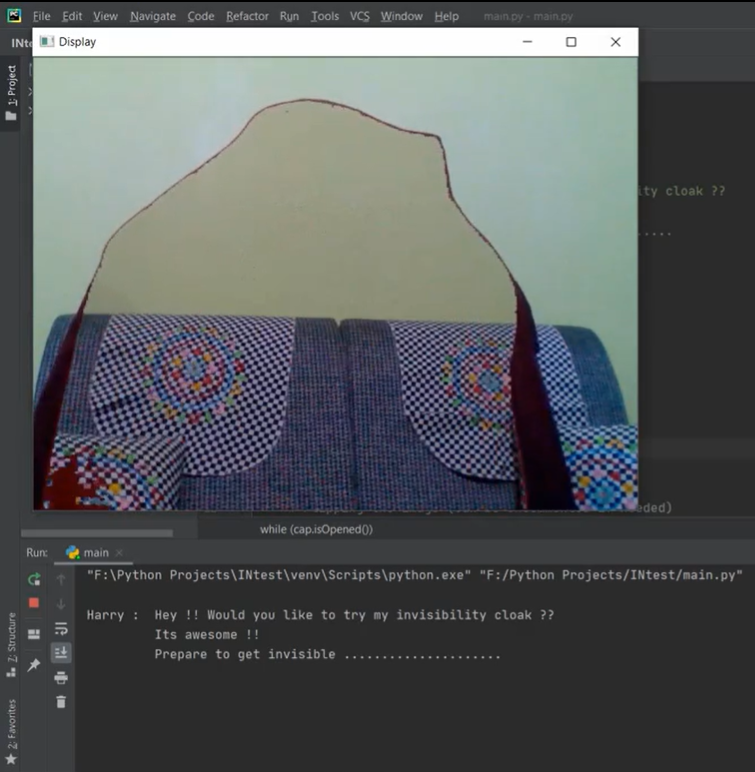 PC File Edit View Navigate Code Refactor Run Tools VCS Window Help main.py - main.py
INte
Display
1: Project
ity cloak ??
.....
eded)
while (cap.isOpened())
Run: main
"F:\Python Projects\INtest\venv\Scripts\python.exe" "F:/Python Projects/INtest/main.py"
Harry : Hey !! Would you like to try my invisibility cloak ??
Its awesome !!
Prepare to get invisible .....................
7: Structure
2: Favorites